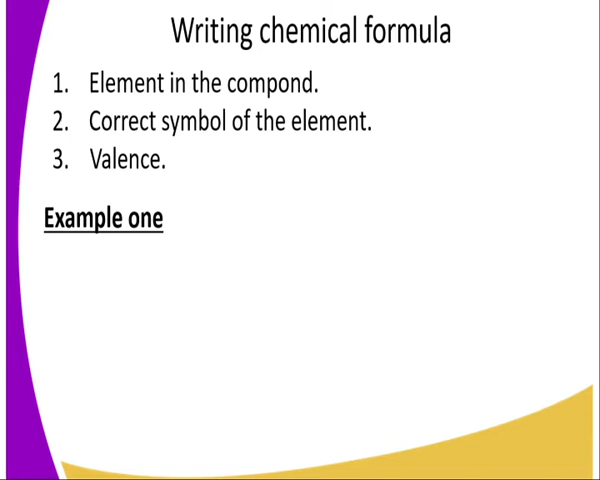 Writing chemical formula
1. Element in the compond.
2. Correct symbol of the element.
3. Valence.
Example one